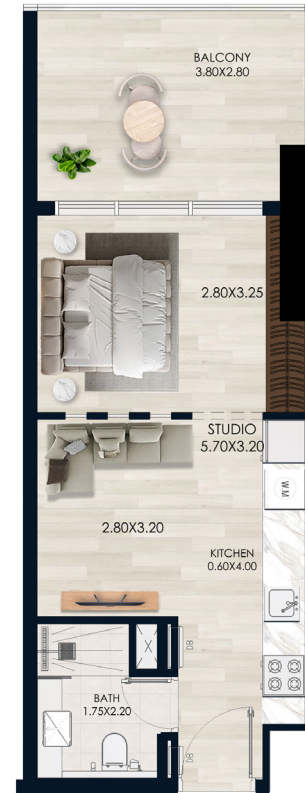 BALCONY
3.80X2.80
2.80X3.25
STUDIO
5.70X3.20
W.M
2.80X3.20
KITCHEN
0.60X4.00
DB
BATH
1.75X2.20
DB